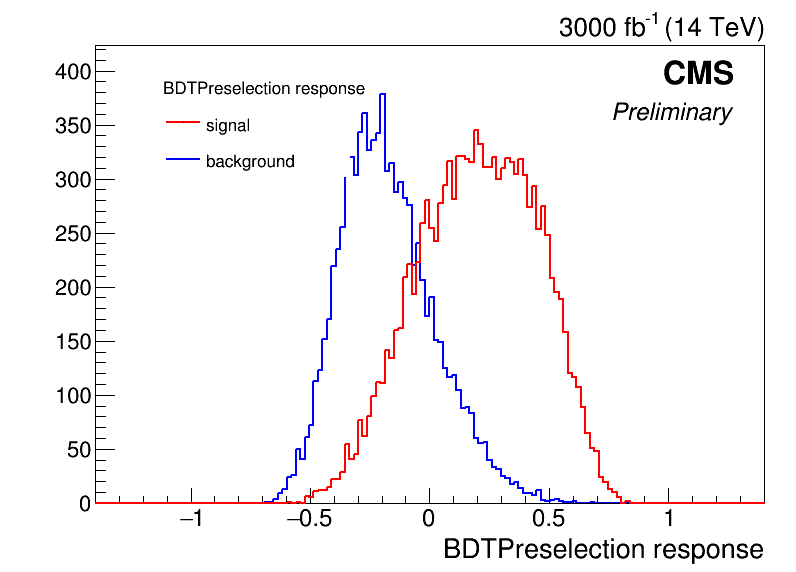 3000 fb⁻¹ (14 TeV)
CMS
Preliminary
BDTPreselection response
signal
background
400
350
300
250
200
150
100
50
0
−1
−0.5
0
0.5
1
BDTPreselection response